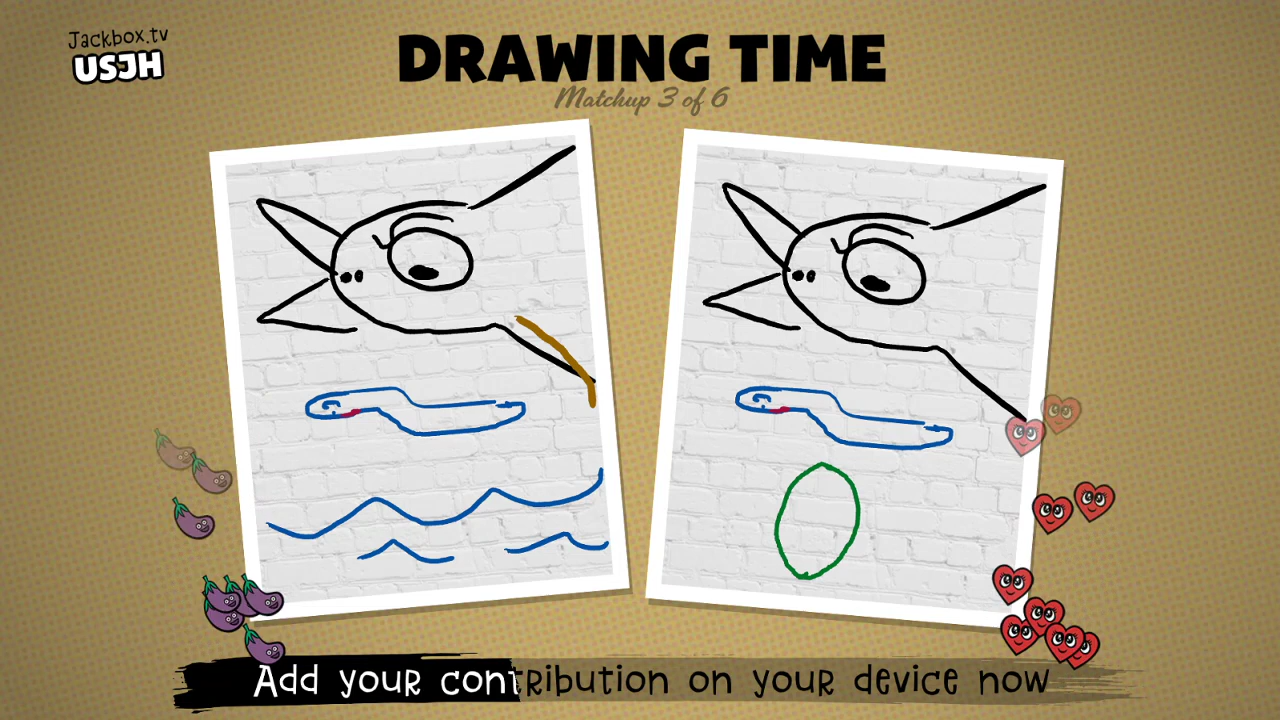 Jackbox.tv
USJH
DRAWING TIME
Matchup 3 of 6
Add your contribution on your device now